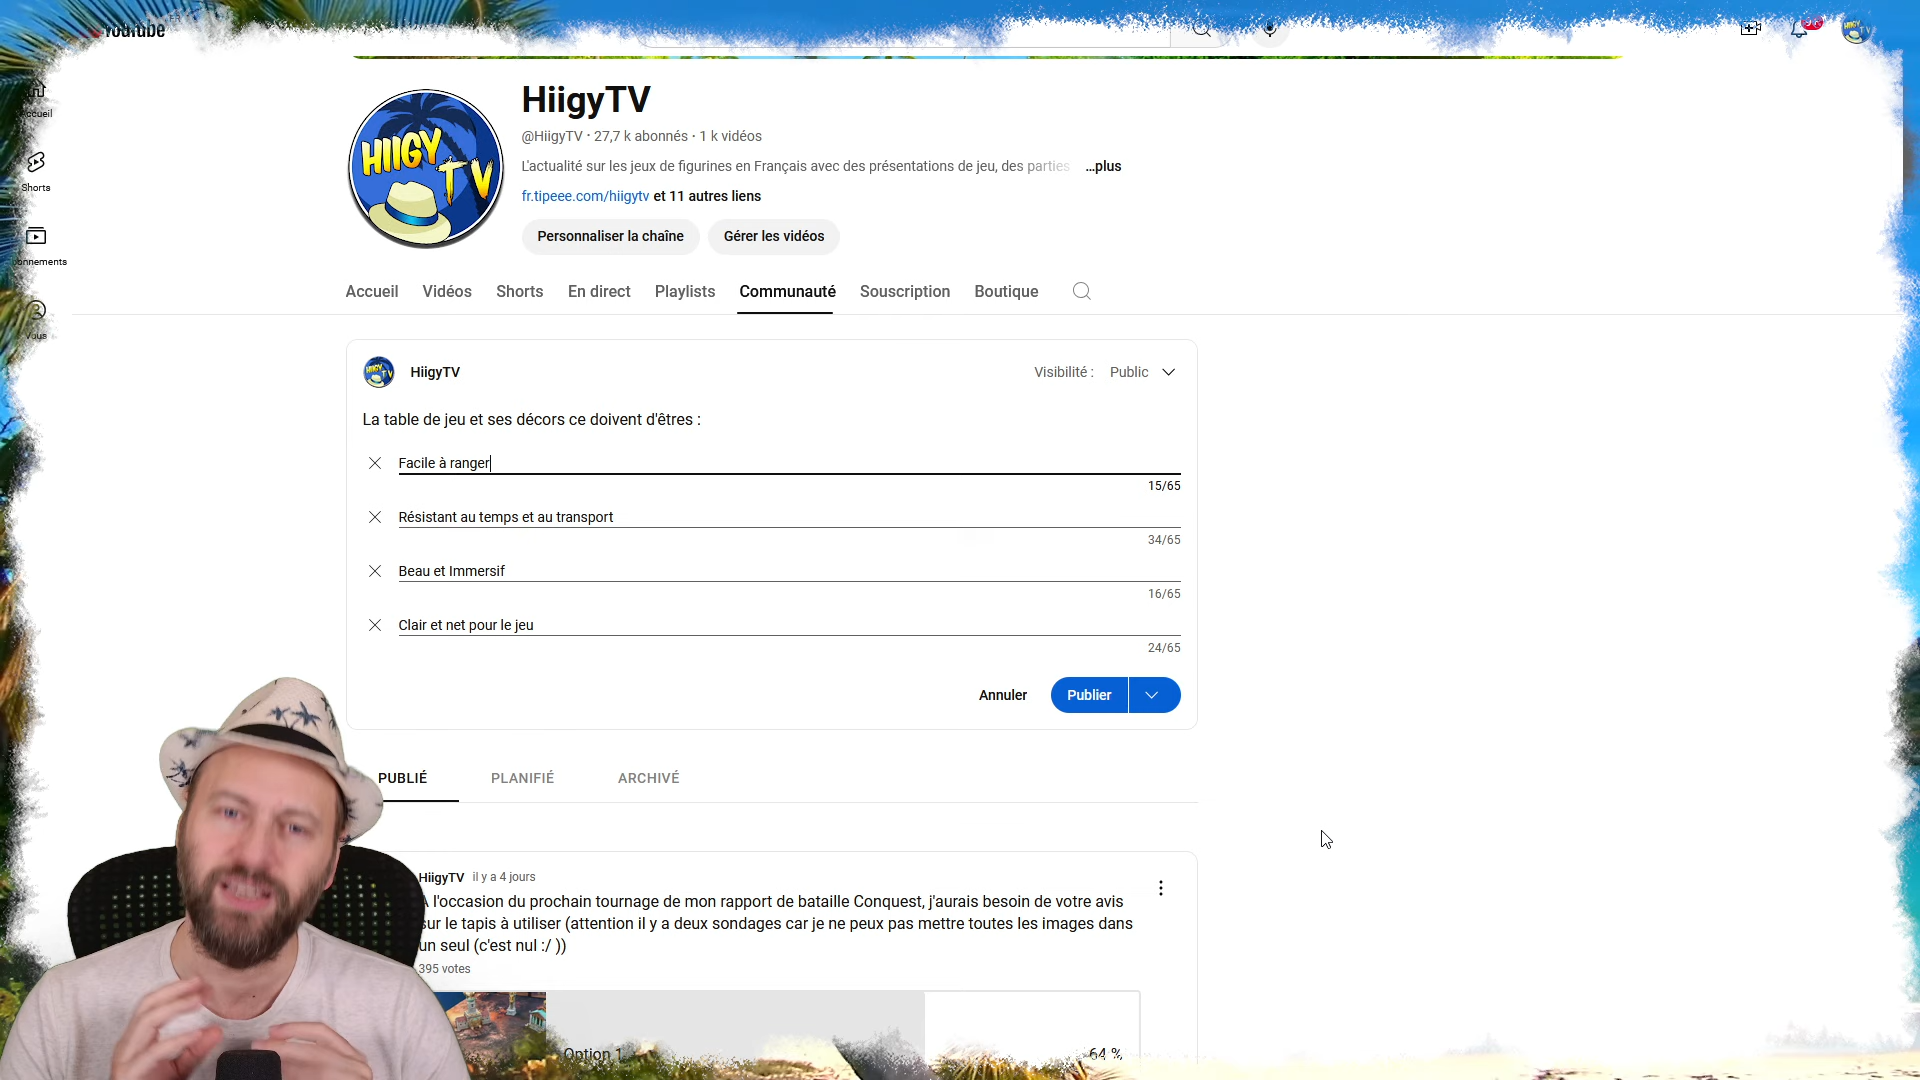 YouTube
FR
Accueil
Shorts
onnements
Vous
HIIGY
TV
HiigyTV
@HiigyTV · 27,7 k abonnés · 1 k vidéos
L'actualité sur les jeux de figurines en Français avec des présentations de jeu, des parties ...plus
fr.tipeee.com/hiigytv et 11 autres liens
Personnaliser la chaîne
Gérer les vidéos
Accueil Vidéos Shorts En direct Playlists Communauté Souscription Boutique
HiigyTV
Visibilité : Public
La table de jeu et ses décors ce doivent d'êtres :
Facile à ranger
15/65
Résistant au temps et au transport
34/65
Beau et Immersif
16/65
Clair et net pour le jeu
24/65
Annuler
Publier
PUBLIÉ PLANIFIÉ ARCHIVÉ
HiigyTV il y a 4 jours
A l'occasion du prochain tournage de mon rapport de bataille Conquest, j'aurais besoin de votre avis
sur le tapis à utiliser (attention il y a deux sondages car je ne peux pas mettre toutes les images dans
un seul (c'est nul :/ ))
395 votes
Option 1
64 %